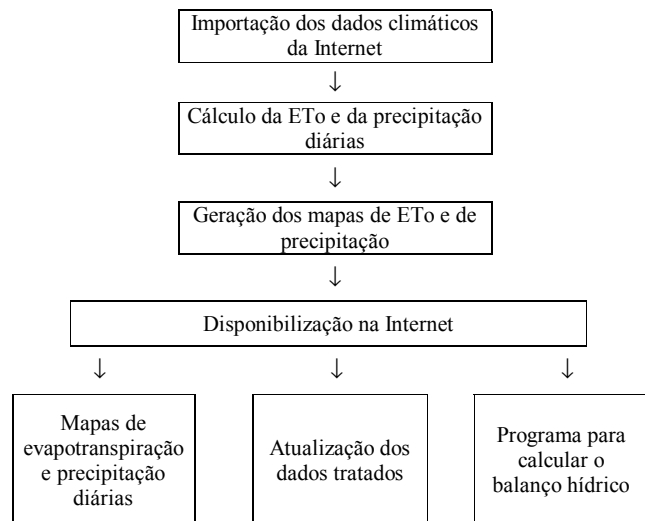 Importação dos dados climáticos
da Internet
↓
Cálculo da ETo e da precipitação
diárias
↓
Geração dos mapas de ETo e de
precipitação
↓
Disponibilização na Internet
↓ ↓ ↓
Mapas de
evapotranspiração
e precipitação
diárias
Atualização dos
dados tratados
Programa para
calcular o
balanço hídrico